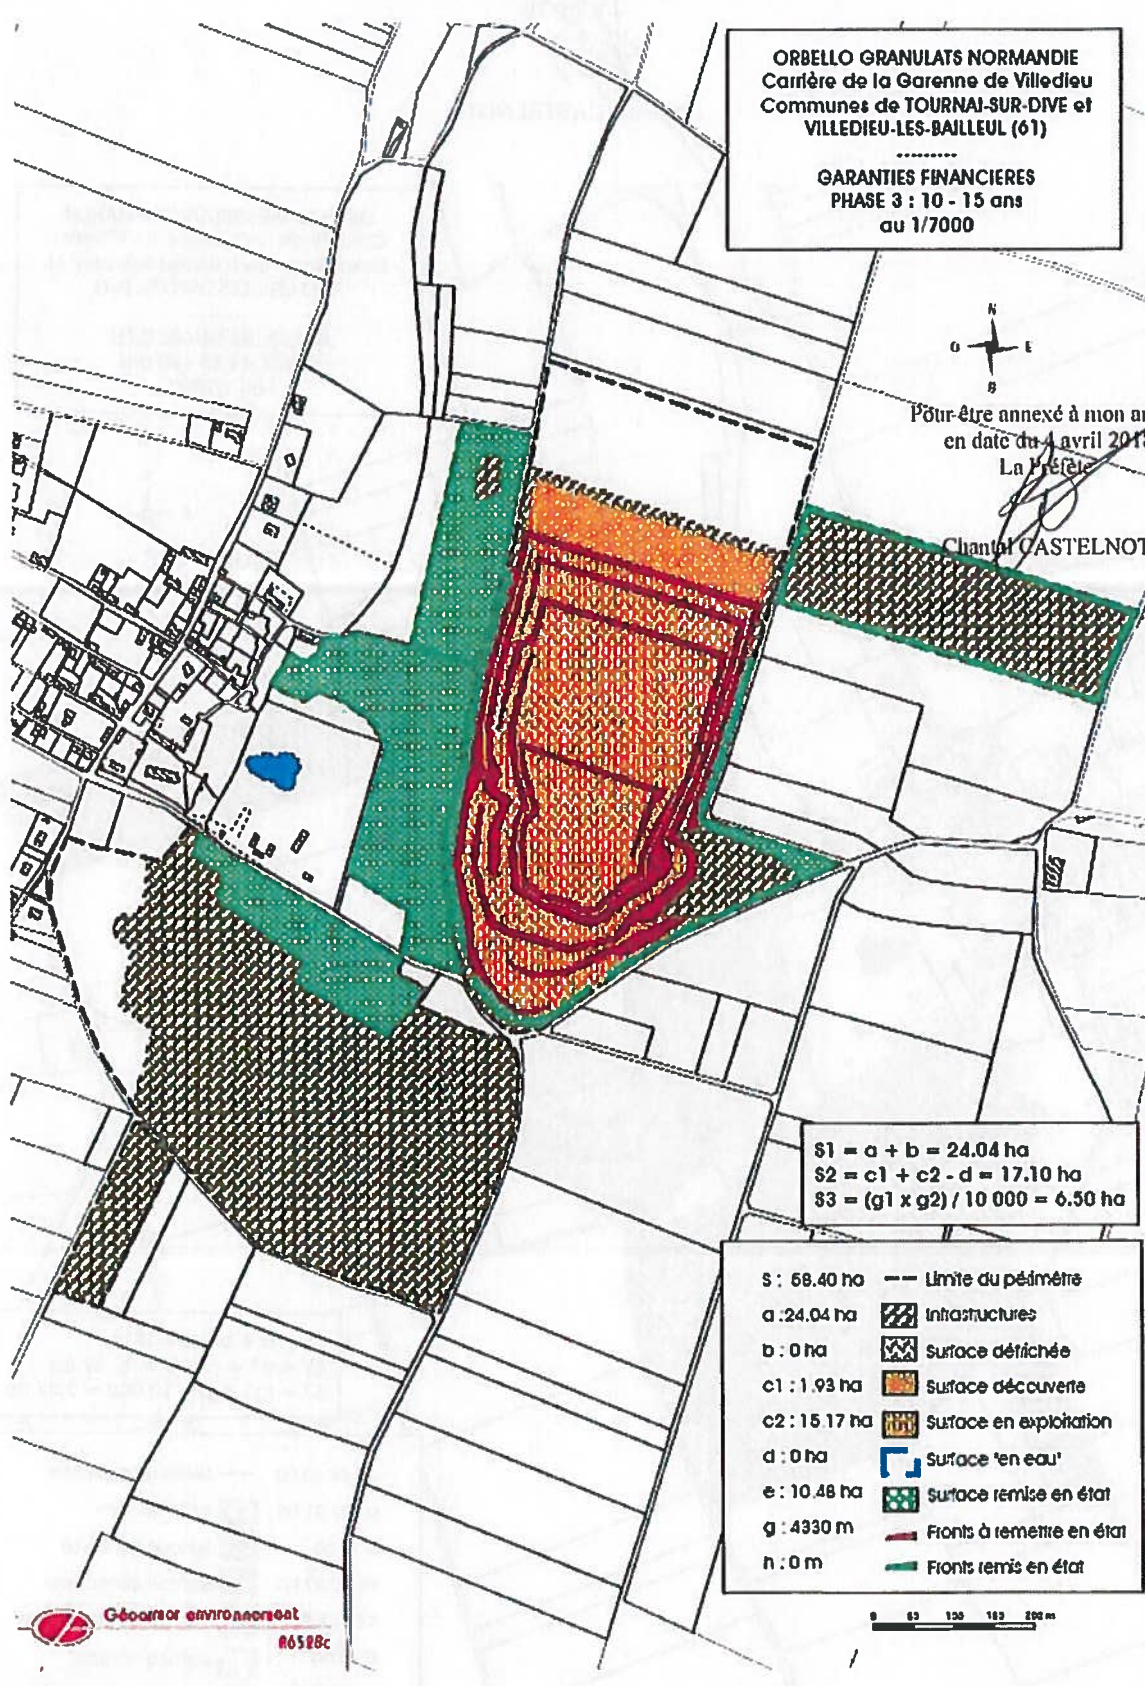 ORBELLO GRANULATS NORMANDIE
Carrière de la Garenne de Villedieu
Communes de TOURNAI-SUR-DIVE et
VILLEDIEU-LES-BAILLEUL (61)
GARANTIES FINANCIERES
PHASE 3 : 10 - 15 ans
au 1/7000
N
O E
S
Pour être annexé à mon
en date du 4 avril 201
La Préfète
Chantal CASTELNOT
S1 = a + b = 24.04 ha
S2 = c1 + c2 - d = 17.10 ha
S3 = (g1 x g2) / 10 000 = 6.50 ha
S : 58.40 ha Limite du périmètre
a :24.04 ha Infrastructures
b : 0 ha Surface défrichée
c1 : 1.93 ha Surface découverte
c2 : 15.17 ha Surface en exploitation
d : 0 ha Surface "en eau"
e : 10.48 ha Surface remise en état
g : 4330 m Fronts à remettre en état
h : 0 m Fronts remis en état
environnement
R6528c
0 200 m